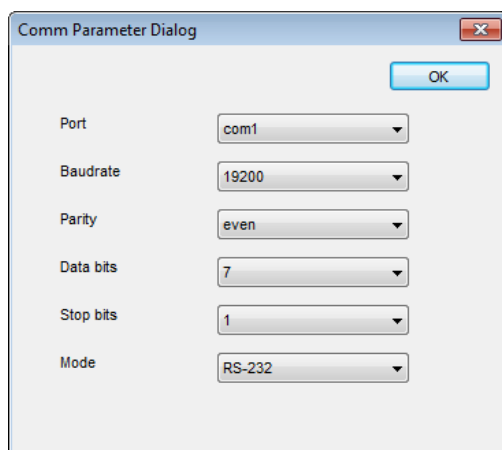 Comm Parameter Dialog
OK
Port com1
Baudrate 19200
Parity even
Data bits 7
Stop bits 1
Mode RS-232